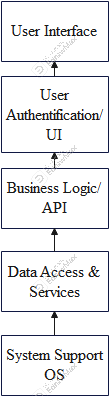 User Interface
User
Authentification/
UI
Business Logic/
API
Data Access &
Services
System Support
OS